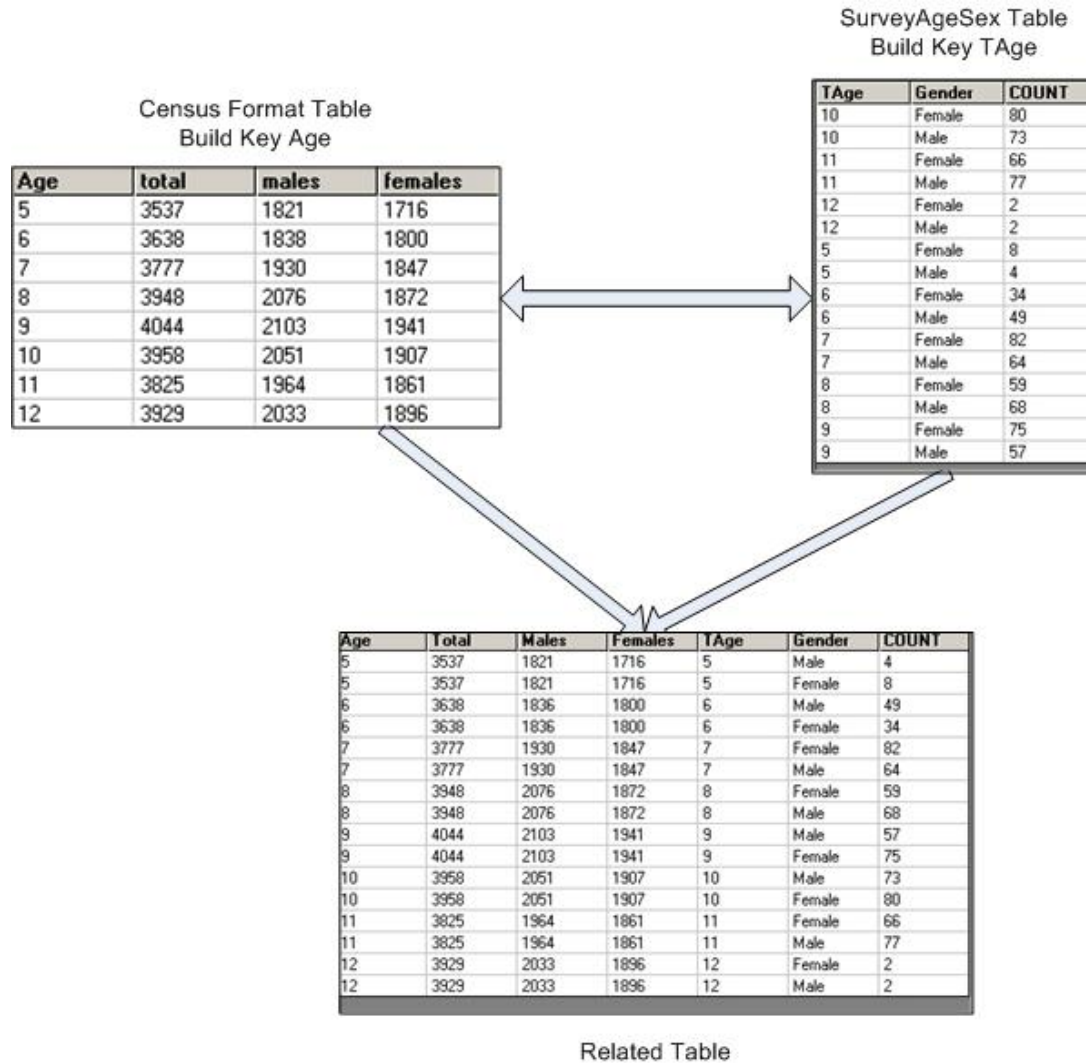 SurveyAgeSex Table
Build Key TAge
TAge Gender COUNT
10 Female 80
10 Male 73
11 Female 66
11 Male 77
12 Female 2
12 Male 2
5 Female 8
5 Male 4
6 Female 34
6 Male 49
7 Female 82
7 Male 64
8 Female 59
8 Male 68
9 Female 75
9 Male 57
Census Format Table
Build Key Age
Age total males females
5 3537 1821 1716
6 3638 1838 1800
7 3777 1930 1847
8 3948 2076 1872
9 4044 2103 1941
10 3958 2051 1907
11 3825 1964 1861
12 3929 2033 1896
Age Total Males Females TAge Gender COUNT
5 3537 1821 1716 5 Male 4
5 3537 1821 1716 5 Female 8
6 3638 1836 1800 6 Male 49
6 3638 1836 1800 6 Female 34
7 3777 1930 1847 7 Female 82
7 3777 1930 1847 7 Male 64
8 3948 2076 1872 8 Female 59
8 3948 2076 1872 8 Male 68
9 4044 2103 1941 9 Male 57
9 4044 2103 1941 9 Female 75
10 3958 2051 1907 10 Male 73
10 3958 2051 1907 10 Female 80
11 3825 1964 1861 11 Female 66
11 3825 1964 1861 11 Male 77
12 3929 2033 1896 12 Female 2
12 3929 2033 1896 12 Male 2
Related Table